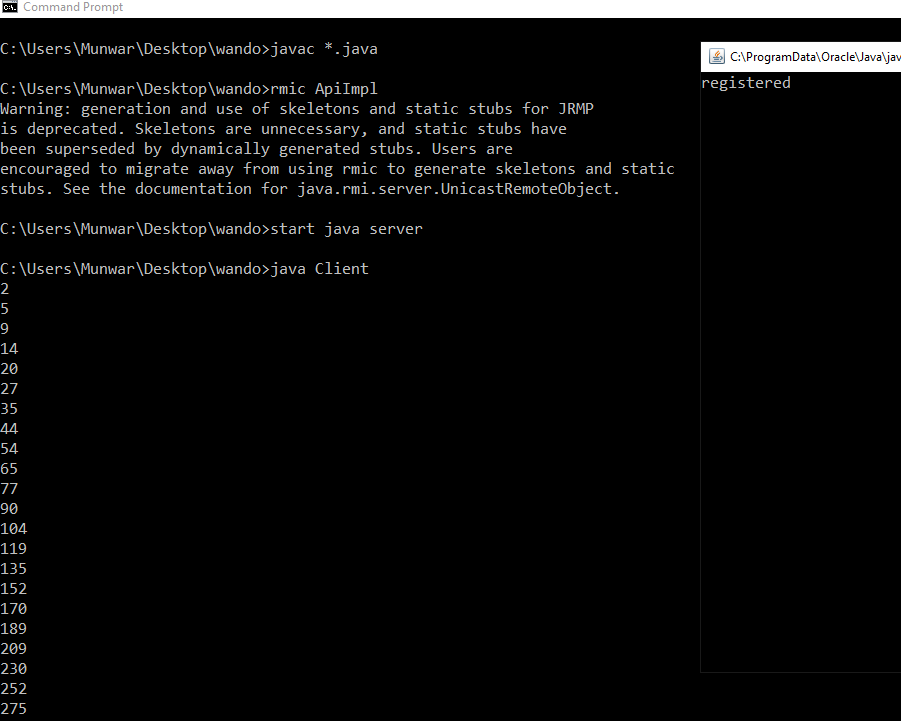 Command Prompt
C:\Users\Munwar\Desktop\wando>javac *.java
C:\Users\Munwar\Desktop\wando>rmic ApiImpl
Warning: generation and use of skeletons and static stubs for JRMP
is deprecated. Skeletons are unnecessary, and static stubs have
been superseded by dynamically generated stubs. Users are
encouraged to migrate away from using rmic to generate skeletons and static
stubs. See the documentation for java.rmi.server.UnicastRemoteObject.
C:\Users\Munwar\Desktop\wando>start java server
C:\Users\Munwar\Desktop\wando>java Client
2
5
9
14
20
27
35
44
54
65
77
90
104
119
135
152
170
189
209
230
252
275
C:\ProgramData\Oracle\Java\jav
registered